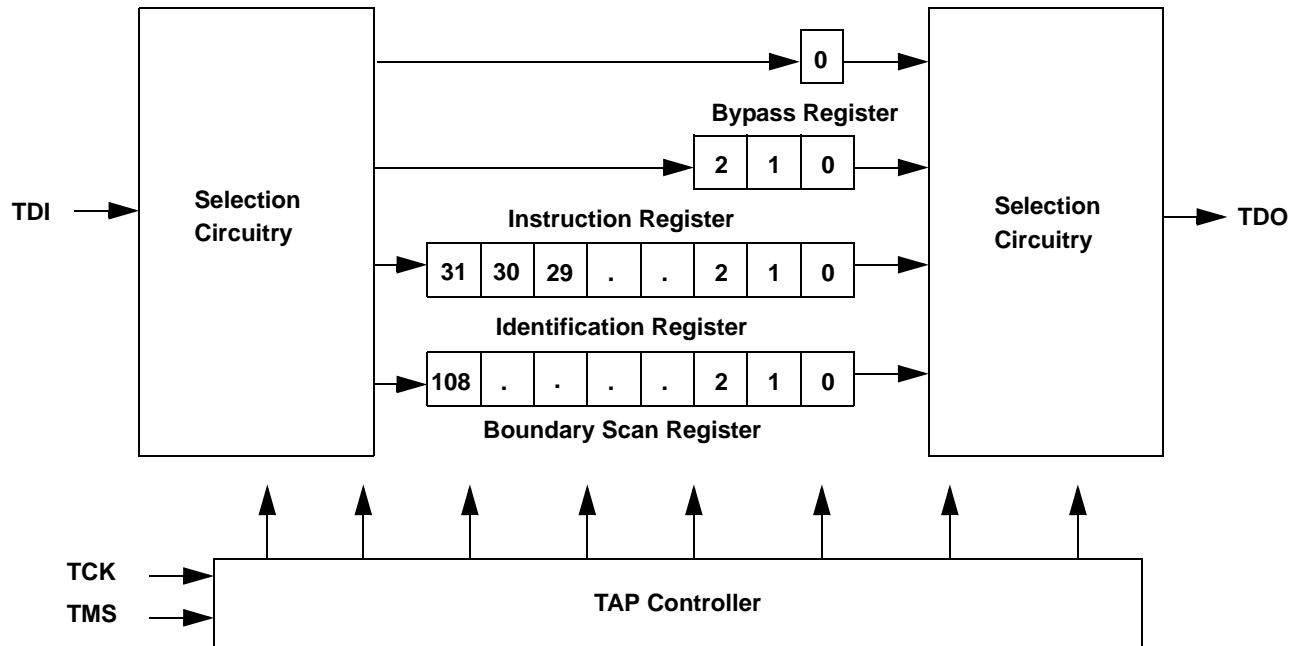 0
Bypass Register
2 1 0
Selection
Circuitry
Selection
Circuitry
TDI
TDO
Instruction Register
31 30 29 . . 2 1 0
Identification Register
108 . . . . 2 1 0
Boundary Scan Register
TCK
TMS
TAP Controller